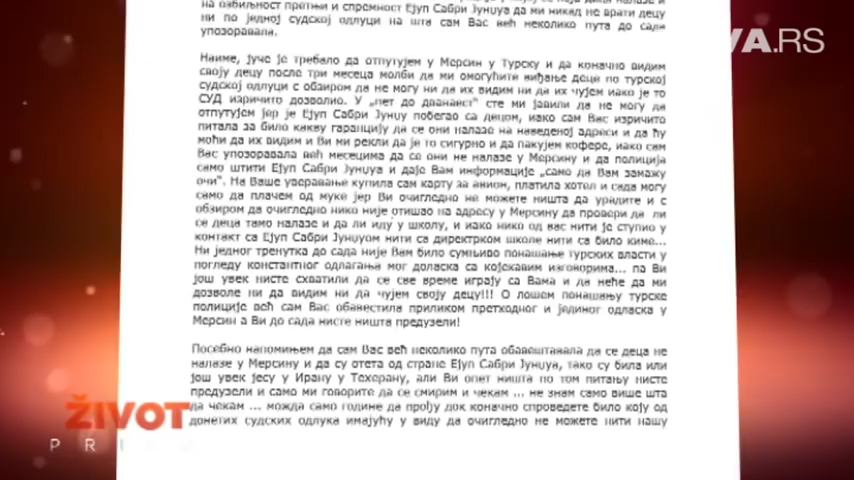 на озбиљност претњи и спремност Ејуп Сабри Јунџуа да ми никад не врати децу
ни по једној судској одлуци на шта сам Вас већ неколико пута до сада
упозоравала.
Наиме, јуче је требало да отпутујем у Мерсин у Турску и да коначно видим
своју децу после три месеца молби да ми омогућите виђање деце по турској
судској одлуци с обзиром да не могу ни да их видим ни да их чујем иако је то
СУД изричито дозволио. У „пет до дванаест“ сте ми јавили да не могу да
отпутујем јер је Ејуп Сабри Јунџу побегао са децом, иако сам Вас изричито
питала за било какву гаранцију да се они налазе на наведеној адреси и да ћу
моћи да их видим и Ви ми рекли да је то сигурно и да пакујем кофере, иако сам
Вас упозоравала већ месецима да се они не налазе у Мерсину и да полиција
само штити Ејуп Сабри Јунџуа и даје Вам информације „само да Вам замажу
очи“. На Ваше уверавање купила сам карту за авион, платила хотел и сада могу
само да плачем од муке јер Ви очигледно не можете ништа да урадите и с
обзиром да очигледно нико није отишао на адресу у Мерсину да провери да ли
се деца тамо налазе и да ли иду у школу, и иако нико од вас нити је ступио у
контакт са Ејуп Сабри Јунџуом нити са директрком школе нити са било киме...
Ни једног тренутка до сада није Вам било сумњиво понашање турских власти у
погледу константног одлагања мог доласка са којекавим изговорима... па Ви
још увек нисте схватили да се све време играју са Вама и да неће да ми
дозволе ни да видим ни да чујем своју децу!!! О лошем понашању турске
полиције већ сам Вас обавестила приликом претходног и јединог одласка у
Мерсин а Ви до сада нисте ништа предузели!
Посебно напомињем да сам Вас већ неколико пута обавештавала да се деца не
налазе у Мерсину и да су отета од стране Ејуп Сабри Јунџуа, тако су била или
још увек јесу у Ирану у Техерану, али Ви опет ништа по том питању нисте
предузели и само ми говорите да се смирим и чекам ... не знам само више шта
да чекам ... можда само године да прођу док коначно спроведете било коју од
донетих судских одлука имајући у виду да очигледно не можете нити нашу
ŽIVOT
PRI
VA.RS